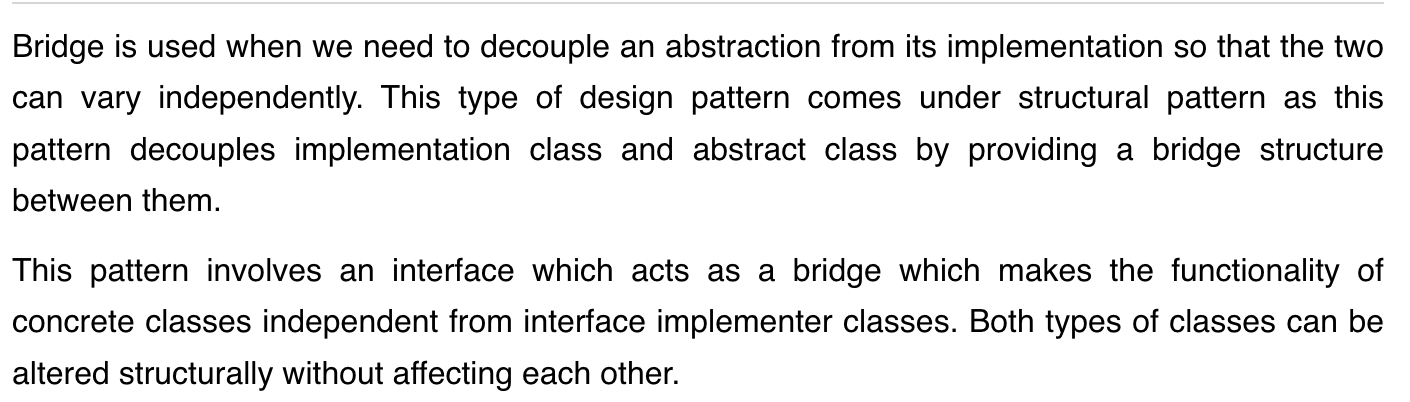 Bridge is used when we need to decouple an abstraction from its implementation so that the two
can vary independently. This type of design pattern comes under structural pattern as this
pattern decouples implementation class and abstract class by providing a bridge structure
between them.
This pattern involves an interface which acts as a bridge which makes the functionality of
concrete classes independent from interface implementer classes. Both types of classes can be
altered structurally without affecting each other.